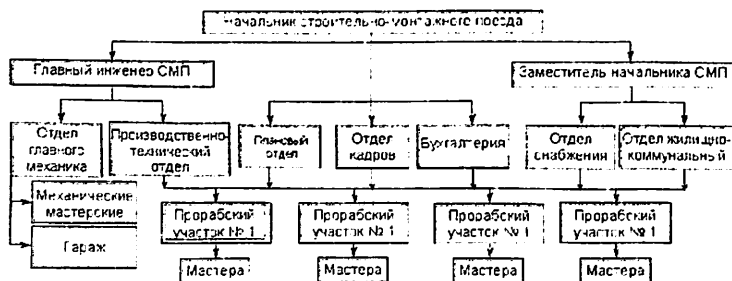 Начальник строительно-монтажного поезда
Главный инженер СМП
Заместитель начальника СМП
Отдел
главного
механика
Производственно-
технический
отдел
Плановый
отдел
Отдел
кадров
Бухгалтерия
Отдел
снабжения
Отдел жилищно-
коммунальный
Механические
мастерские
Гараж
Прорабский
участок № 1
Прорабский
участок № 1
Прорабский
участок № 1
Прорабский
участок № 1
Мастера
Мастера
Мастера
Мастера